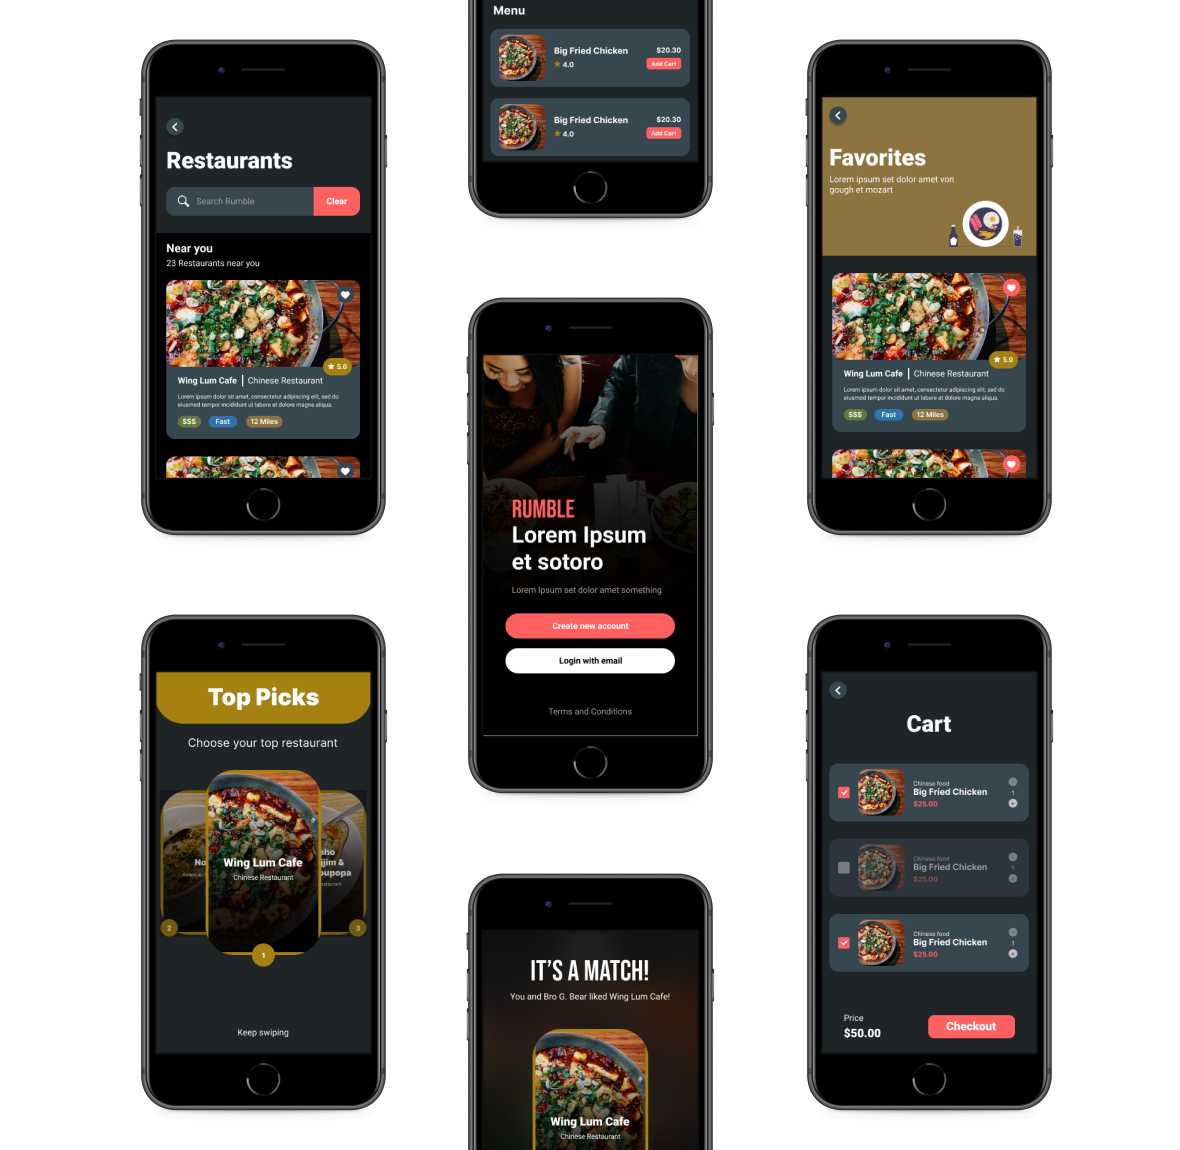 Restaurants
Search Rumble
Clear
Near you
23 Restaurants near you
5.0
Wing Lum Cafe | Chinese Restaurant
Lorem ipsum dolor sit amet, consectetur adipiscing elit, sed do
eiusmod tempor incididunt ut labore et dolore magna aliqua.
$$$
Fast
12 Miles
Top Picks
Choose your top restaurant
No
Wing Lum Cafe
Chinese Restaurant
eho
jjim &
oupopa
2
1
3
Keep swiping
Menu
Big Fried Chicken
$20.30
4.0
Add Cart
Big Fried Chicken
$20.30
4.0
Add Cart
RUMBLE
Lorem Ipsum
et sotoro
Lorem Ipsum set dolor amet something
Create new account
Login with email
Terms and Conditions
IT'S A MATCH!
You and Bro G. Bear liked Wing Lum Cafe!
Wing Lum Cafe
Chinese Restaurant
Favorites
Lorem ipsum set dolor amet von
gough et mozart
5.0
Wing Lum Cafe | Chinese Restaurant
Lorem ipsum dolor sit amet, consectetur adipiscing elit, sed do
eiusmod tempor incididunt ut labore et dolore magna aliqua.
$$$
Fast
12 Miles
Cart
Chinese food
Big Fried Chicken
$25.00
1
Chinese food
Big Fried Chicken
$25.00
1
Chinese food
Big Fried Chicken
$25.00
1
Price
$50.00
Checkout